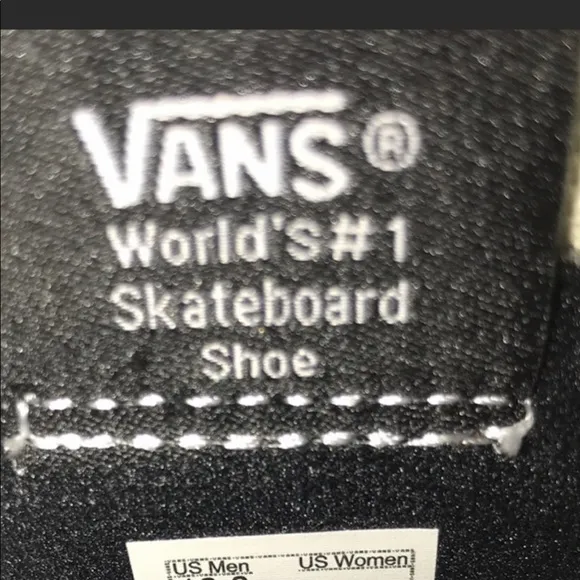 VANS®
World's #1
Skateboard
Shoe
US Men US Women